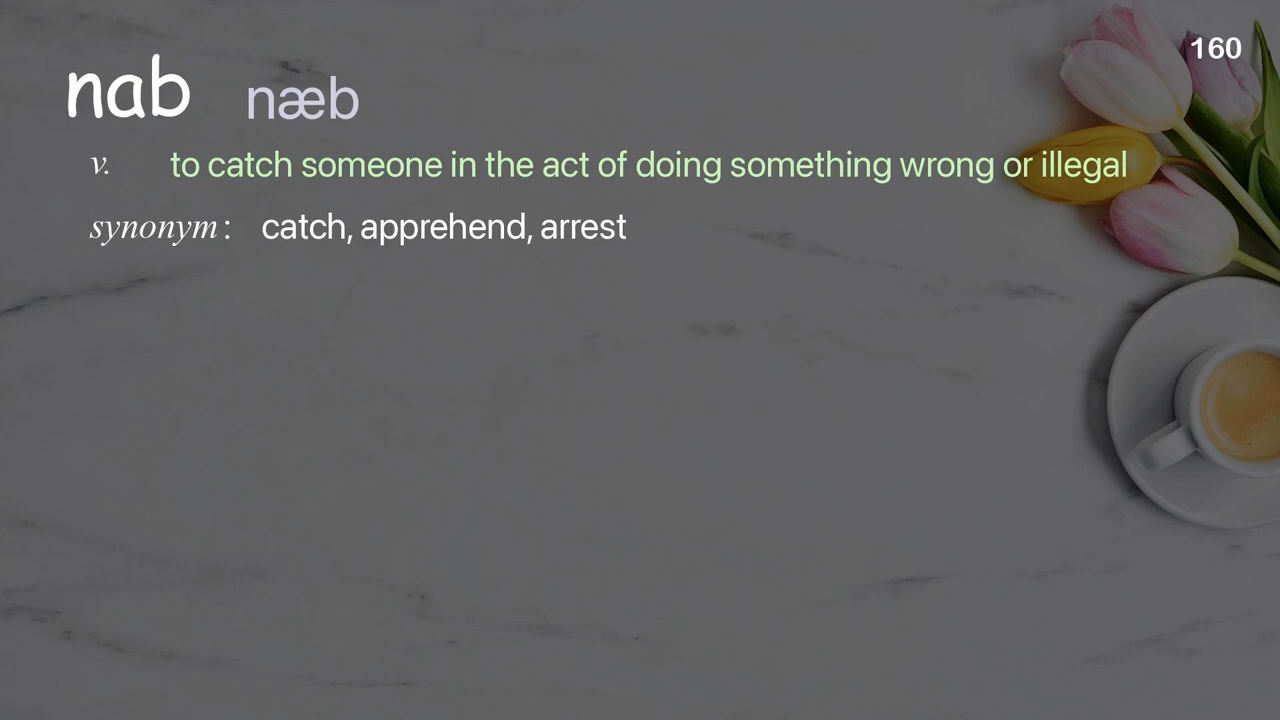 160
nab næb
v. to catch someone in the act of doing something wrong or illegal
synonym: catch, apprehend, arrest